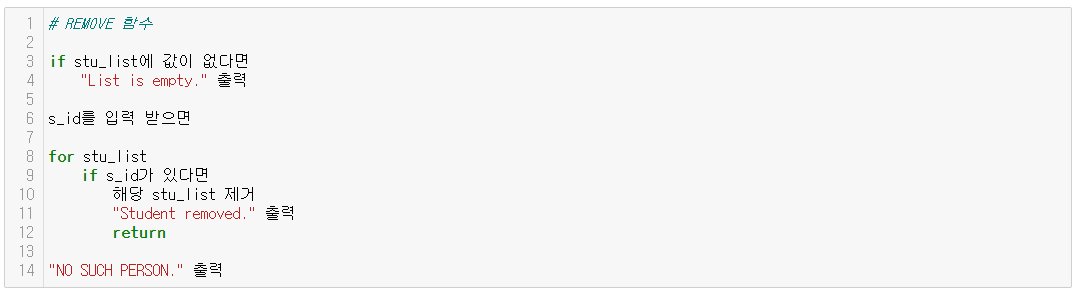 1 # REMOVE 함수
2
3 if stu_list에 값이 없다면
4 "List is empty." 출력
5
6 s_id를 입력 받으면
7
8 for stu_list
9 if s_id가 있다면
10 해당 stu_list 제거
11 "Student removed." 출력
12 return
13
14 "NO SUCH PERSON." 출력